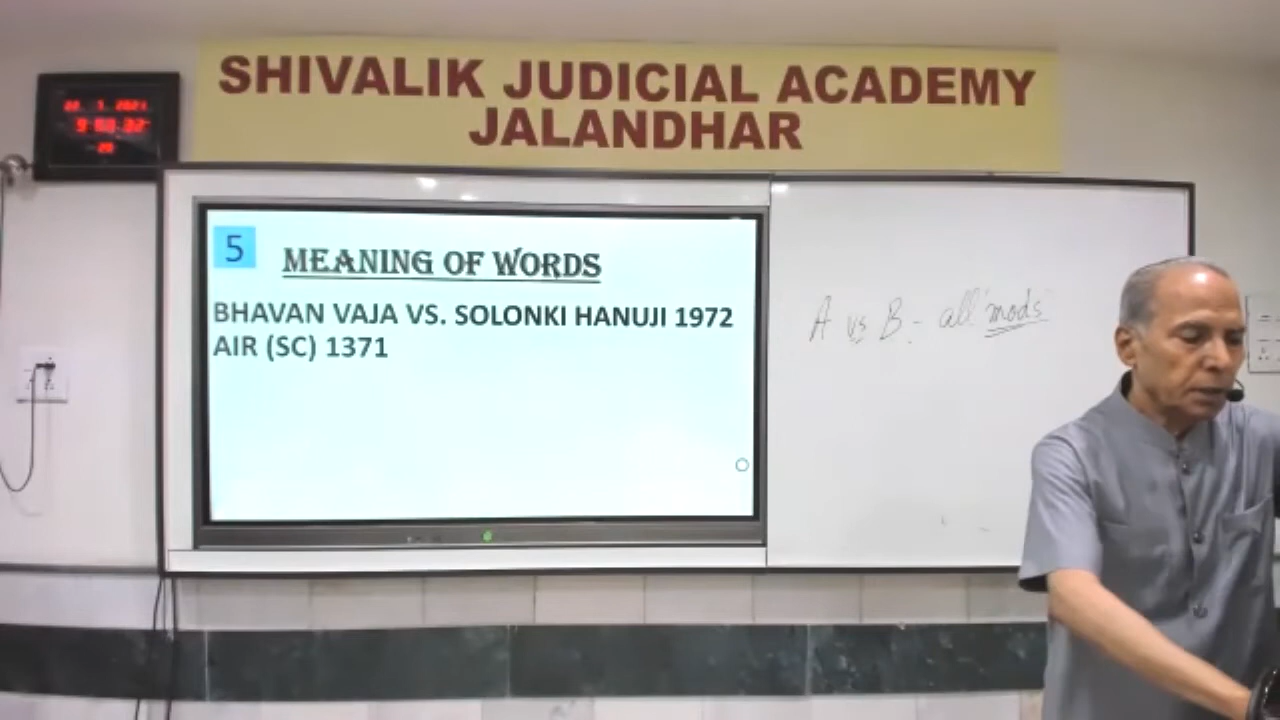 SHIVALIK JUDICIAL ACADEMY
JALANDHAR
5 MEANING OF WORDS
BHAVAN VAJA VS. SOLONKI HANUJI 1972
AIR (SC) 1371
A vs B - all "mods"